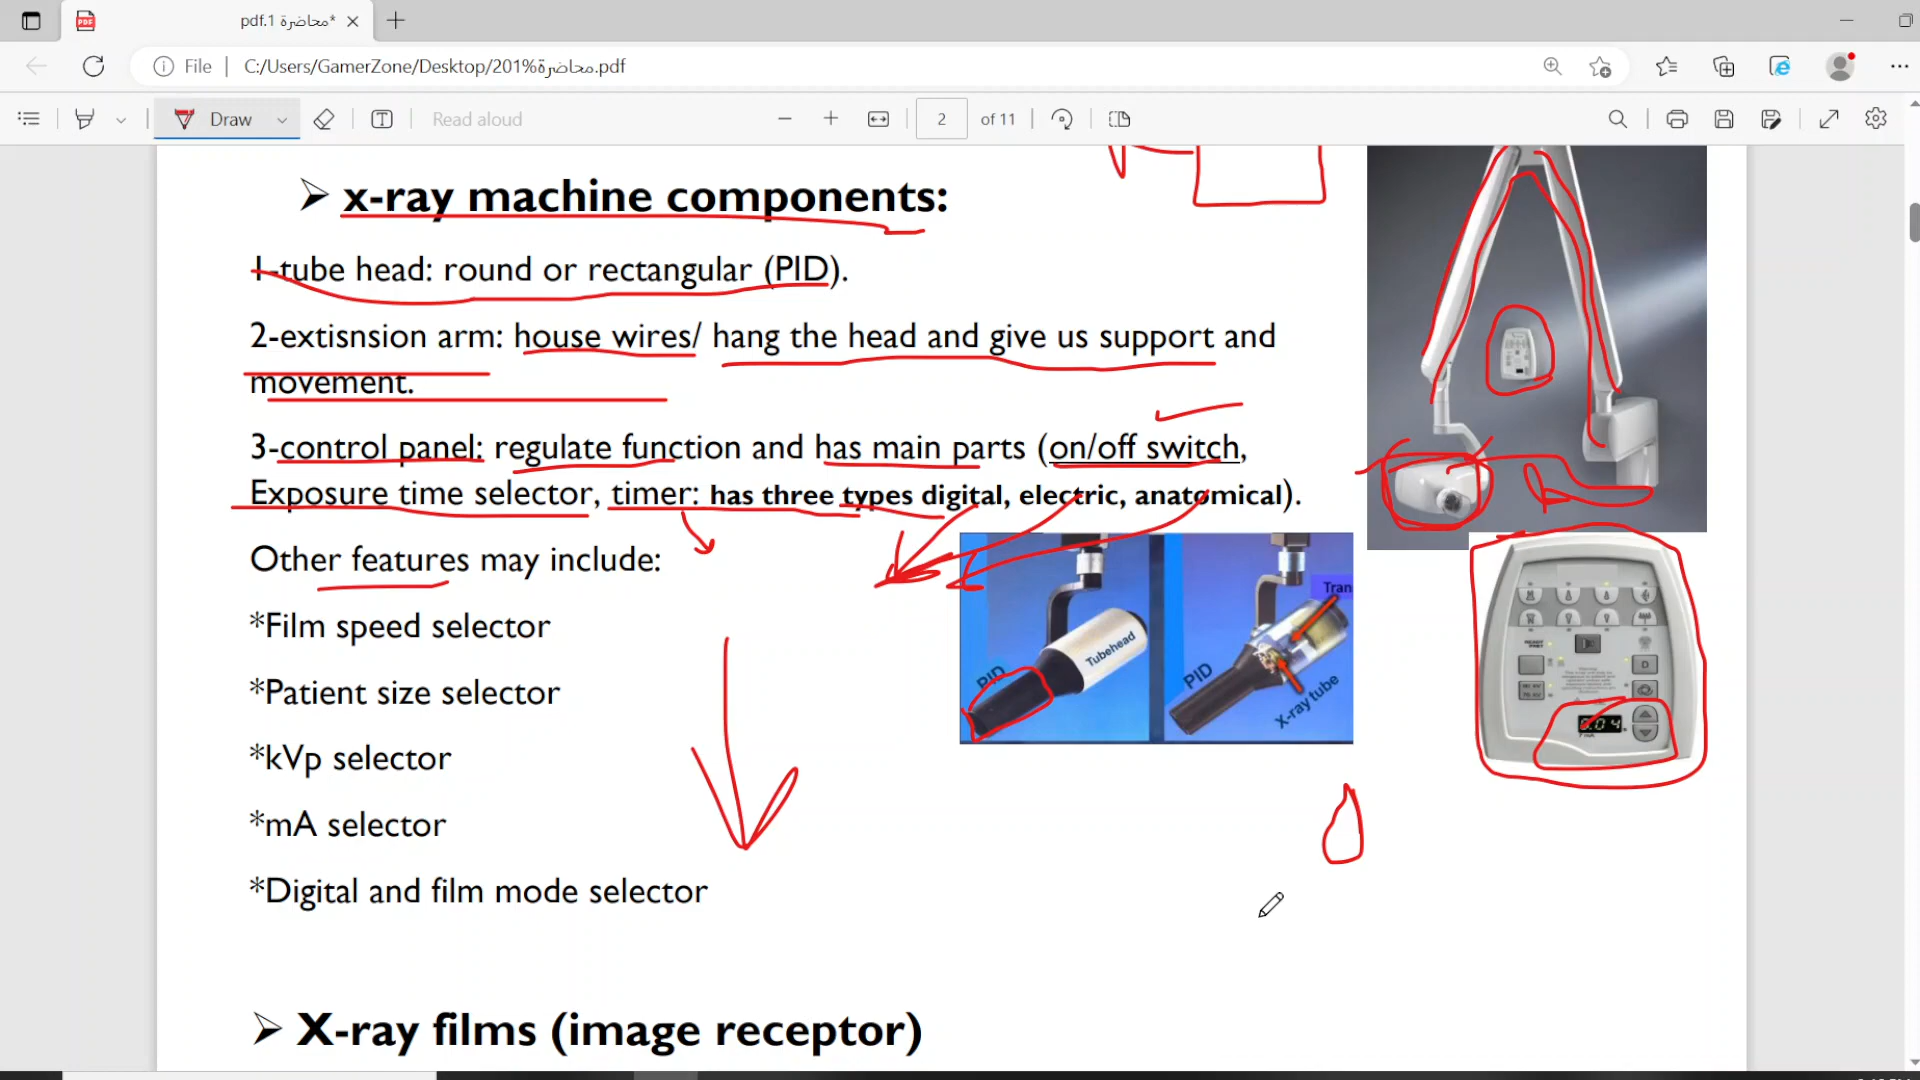 محاضرة 1.pdf*
File
C:/Users/GamerZone/Desktop/201%محاضرة.pdf
Draw
Read aloud
2
of 11
➢ x-ray machine components:
1-tube head: round or rectangular (PID).
2-extisnsion arm: house wires/ hang the head and give us support and
movement.
3-control panel: regulate function and has main parts (on/off switch,
Exposure time selector, timer: has three types digital, electric, anatomical).
Other features may include:
*Film speed selector
*Patient size selector
*kVp selector
*mA selector
*Digital and film mode selector
PID
Tubehead
PID
Tran
X-ray tube
D
➢ X-ray films (image receptor)